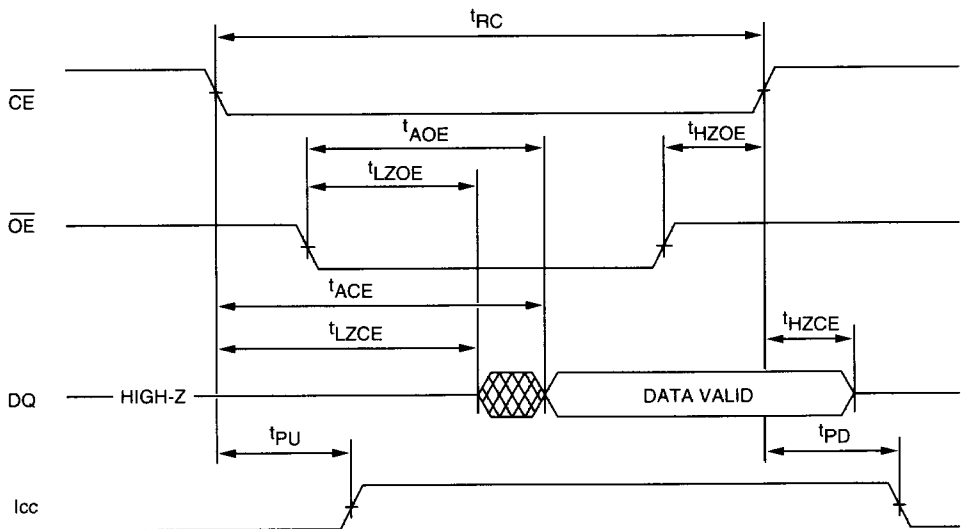 tRC
CE
tAOE
tHZOE
tLZOE
OE
tACE
tLZCE
tHZCE
DQ HIGH-Z DATA VALID
tPU tPD
Icc